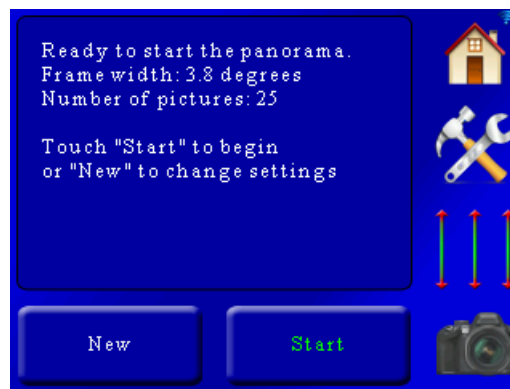 Ready to start the panorama.
Frame width: 3.8 degrees
Number of pictures: 25
Touch "Start" to begin
or "New" to change settings
New
Start